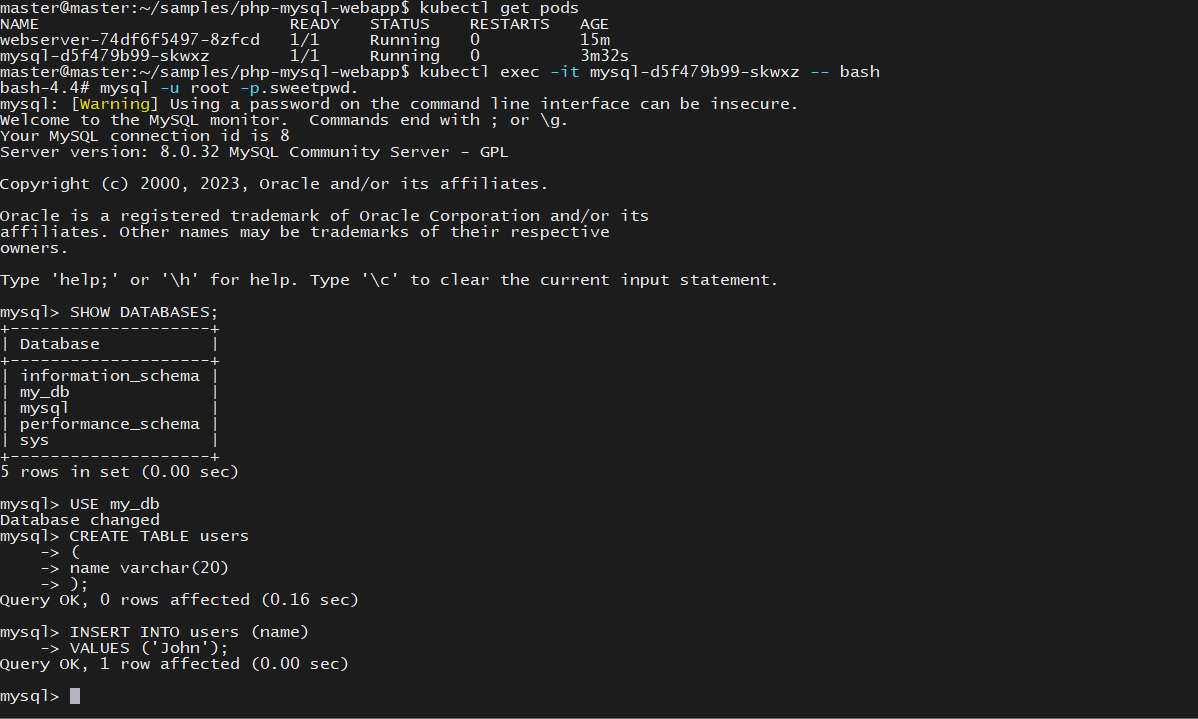 master@master:~/samples/php-mysql-webapp$ kubectl get pods
NAME                         READY   STATUS    RESTARTS   AGE
webserver-74df6f5497-8zfcd   1/1     Running   0          15m
mysql-d5f479b99-skwxz        1/1     Running   0          3m32s
master@master:~/samples/php-mysql-webapp$ kubectl exec -it mysql-d5f479b99-skwxz -- bash
bash-4.4# mysql -u root -p.sweetpwd.
mysql: [Warning] Using a password on the command line interface can be insecure.
Welcome to the MySQL monitor.  Commands end with ; or \g.
Your MySQL connection id is 8
Server version: 8.0.32 MySQL Community Server - GPL

Copyright (c) 2000, 2023, Oracle and/or its affiliates.

Oracle is a registered trademark of Oracle Corporation and/or its
affiliates. Other names may be trademarks of their respective
owners.

Type 'help;' or '\h' for help. Type '\c' to clear the current input statement.

mysql> SHOW DATABASES;
+--------------------+
| Database           |
+--------------------+
| information_schema |
| my_db              |
| mysql              |
| performance_schema |
| sys                |
+--------------------+
5 rows in set (0.00 sec)

mysql> USE my_db
Database changed
mysql> CREATE TABLE users
    -> (
    -> name varchar(20)
    -> );
Query OK, 0 rows affected (0.16 sec)

mysql> INSERT INTO users (name)
    -> VALUES ('John');
Query OK, 1 row affected (0.00 sec)

mysql>